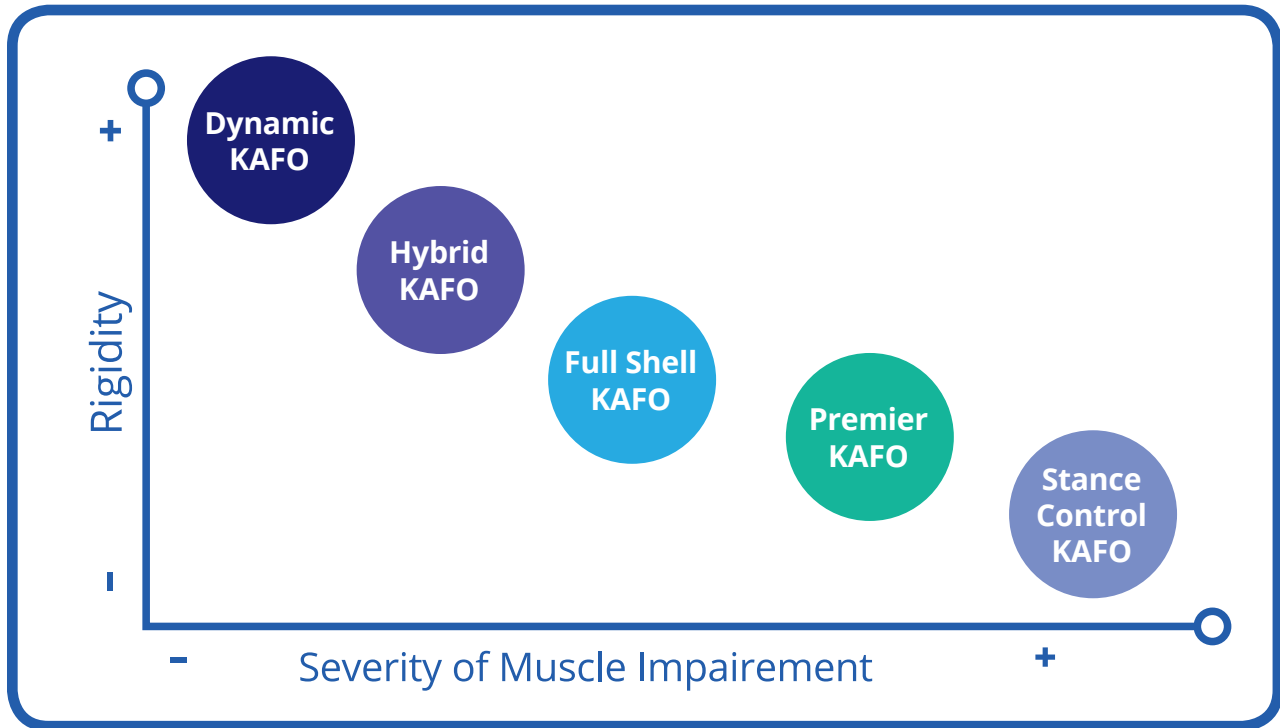 +
Dynamic
KAFO
Hybrid
KAFO
Full Shell
KAFO
Premier
KAFO
Stance
Control
KAFO
Rigidity
-
-
Severity of Muscle Impairement
+